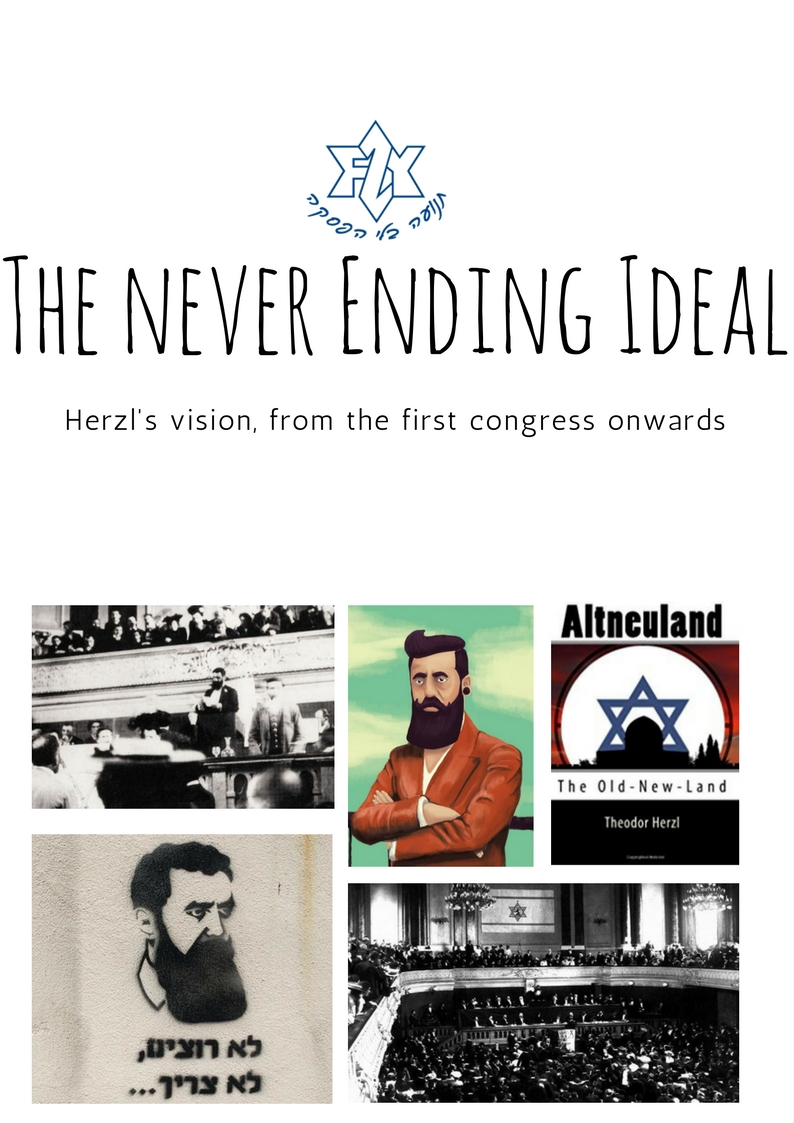 FZY
תנועה בלי הפסקה
THE NEVER ENDING IDEAL
Herzl's vision, from the first congress onwards
Altneuland
The Old-New-Land
Theodor Herzl
לא רוצים,
לא צריך...